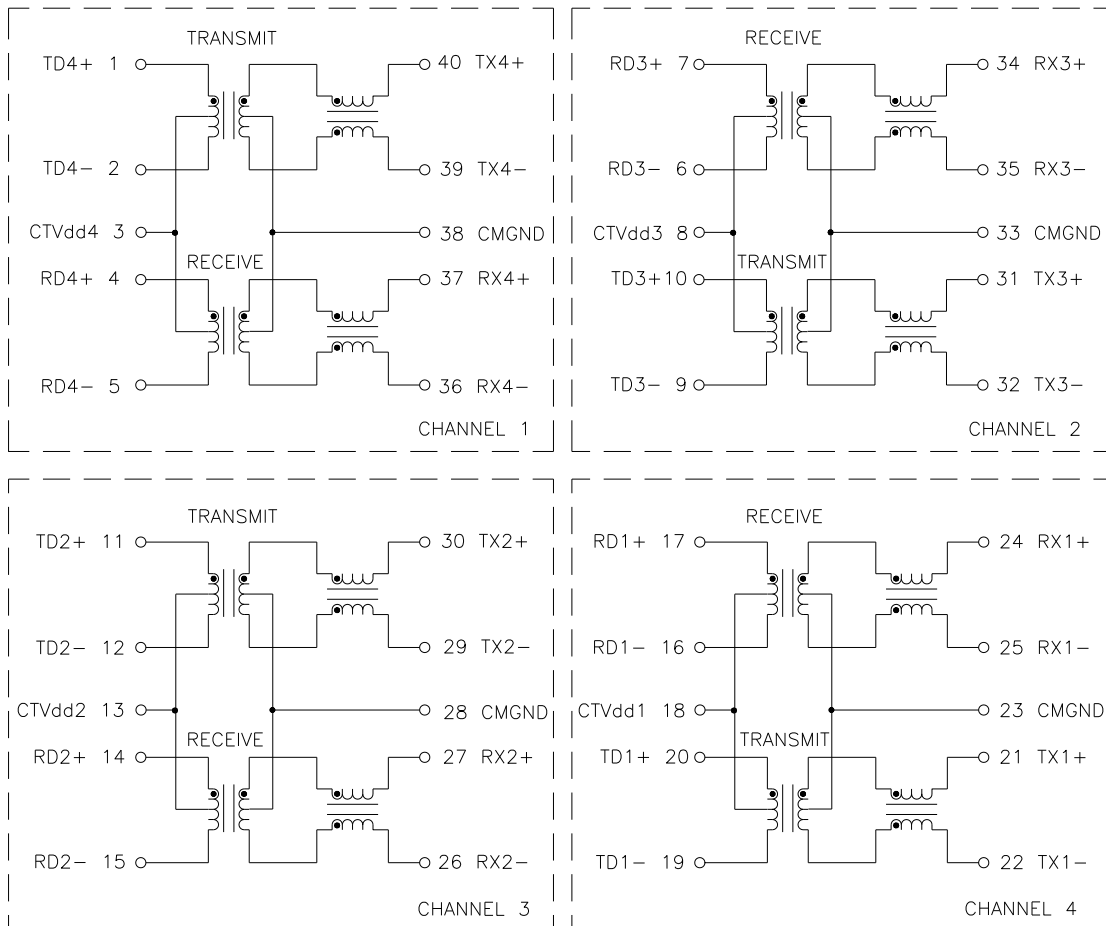 TRANSMIT
TD4+ 1
40 TX4+
TD4- 2
39 TX4-
CTVdd4 3
38 CMGND
RECEIVE
RD4+ 4
37 RX4+
RD4- 5
36 RX4-
CHANNEL 1
RECEIVE
RD3+ 7
34 RX3+
RD3- 6
35 RX3-
CTVdd3 8
33 CMGND
TRANSMIT
TD3+ 10
31 TX3+
TD3- 9
32 TX3-
CHANNEL 2
TRANSMIT
TD2+ 11
30 TX2+
TD2- 12
29 TX2-
CTVdd2 13
28 CMGND
RECEIVE
RD2+ 14
27 RX2+
RD2- 15
26 RX2-
CHANNEL 3
RECEIVE
RD1+ 17
24 RX1+
RD1- 16
25 RX1-
CTVdd1 18
23 CMGND
TRANSMIT
TD1+ 20
21 TX1+
TD1- 19
22 TX1-
CHANNEL 4